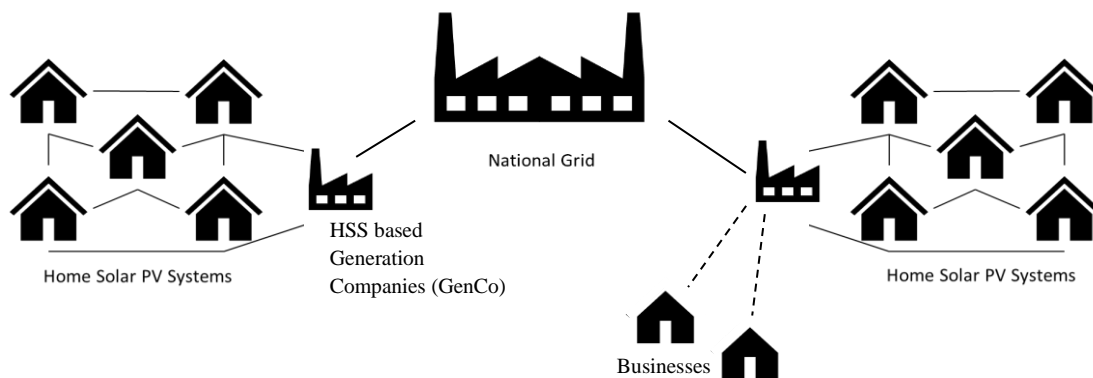 National Grid
HSS based
Generation
Companies (GenCo)
Home Solar PV Systems
Home Solar PV Systems
Businesses